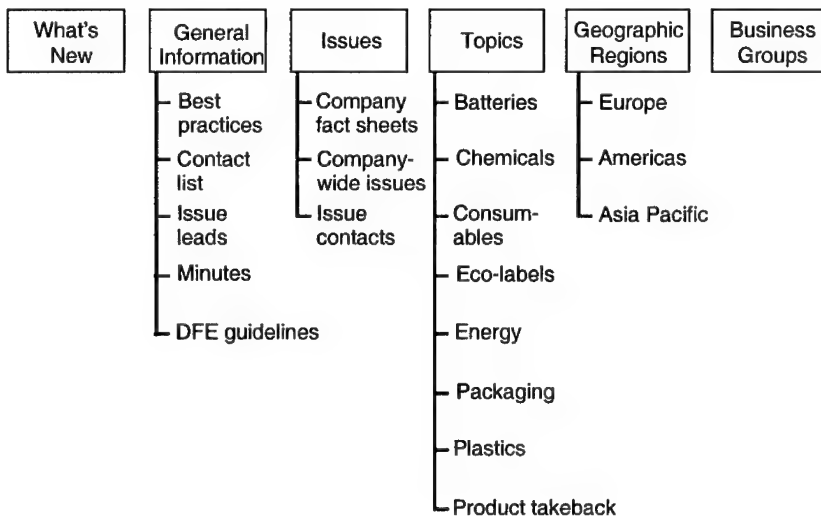 What's
New
General
Information
Issues
Topics
Geographic
Regions
Business
Groups
Best
practices
Contact
list
Issue
leads
Minutes
DFE guidelines
Company
fact sheets
Company-
wide issues
Issue
contacts
Batteries
Chemicals
Consum-
ables
Eco-labels
Energy
Packaging
Plastics
Product takeback
Europe
Americas
Asia Pacific